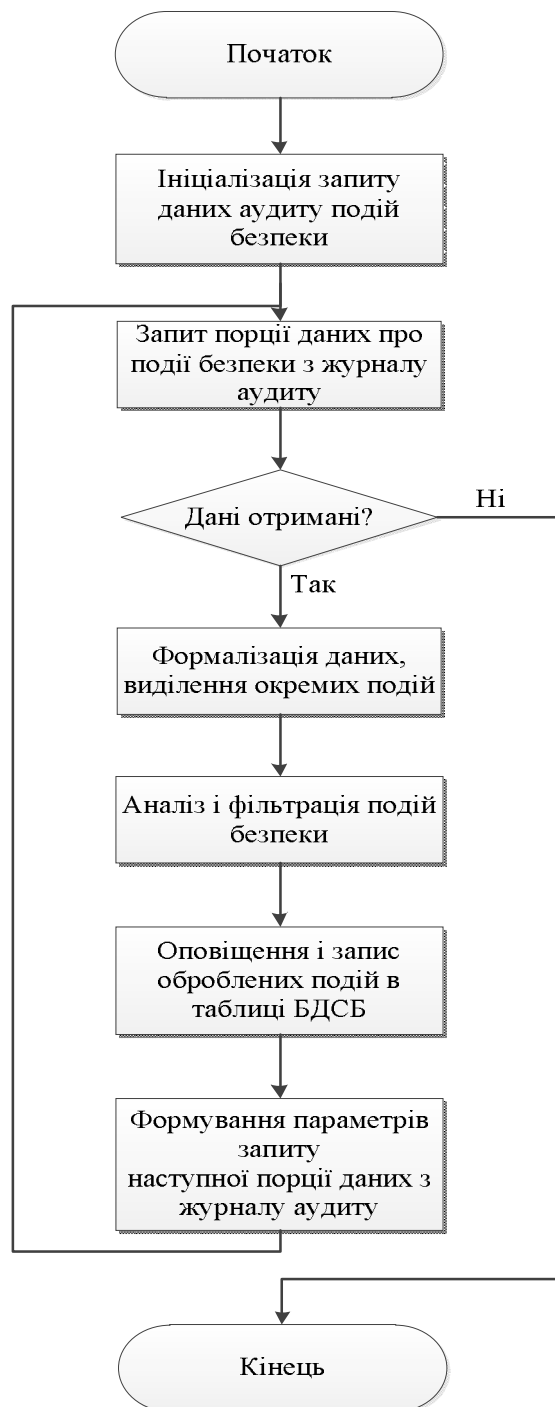 Початок
Ініціалізація запиту
даних аудиту подій
безпеки
Запит порції даних про
події безпеки з журналу
аудиту
Дані отримані?
Ні
Так
Формалізація даних,
виділення окремих подій
Аналіз і фільтрація подій
безпеки
Оповіщення і запис
оброблених подій в
таблиці БДСБ
Формування параметрів
запиту
наступної порції даних з
журналу аудиту
Кінець